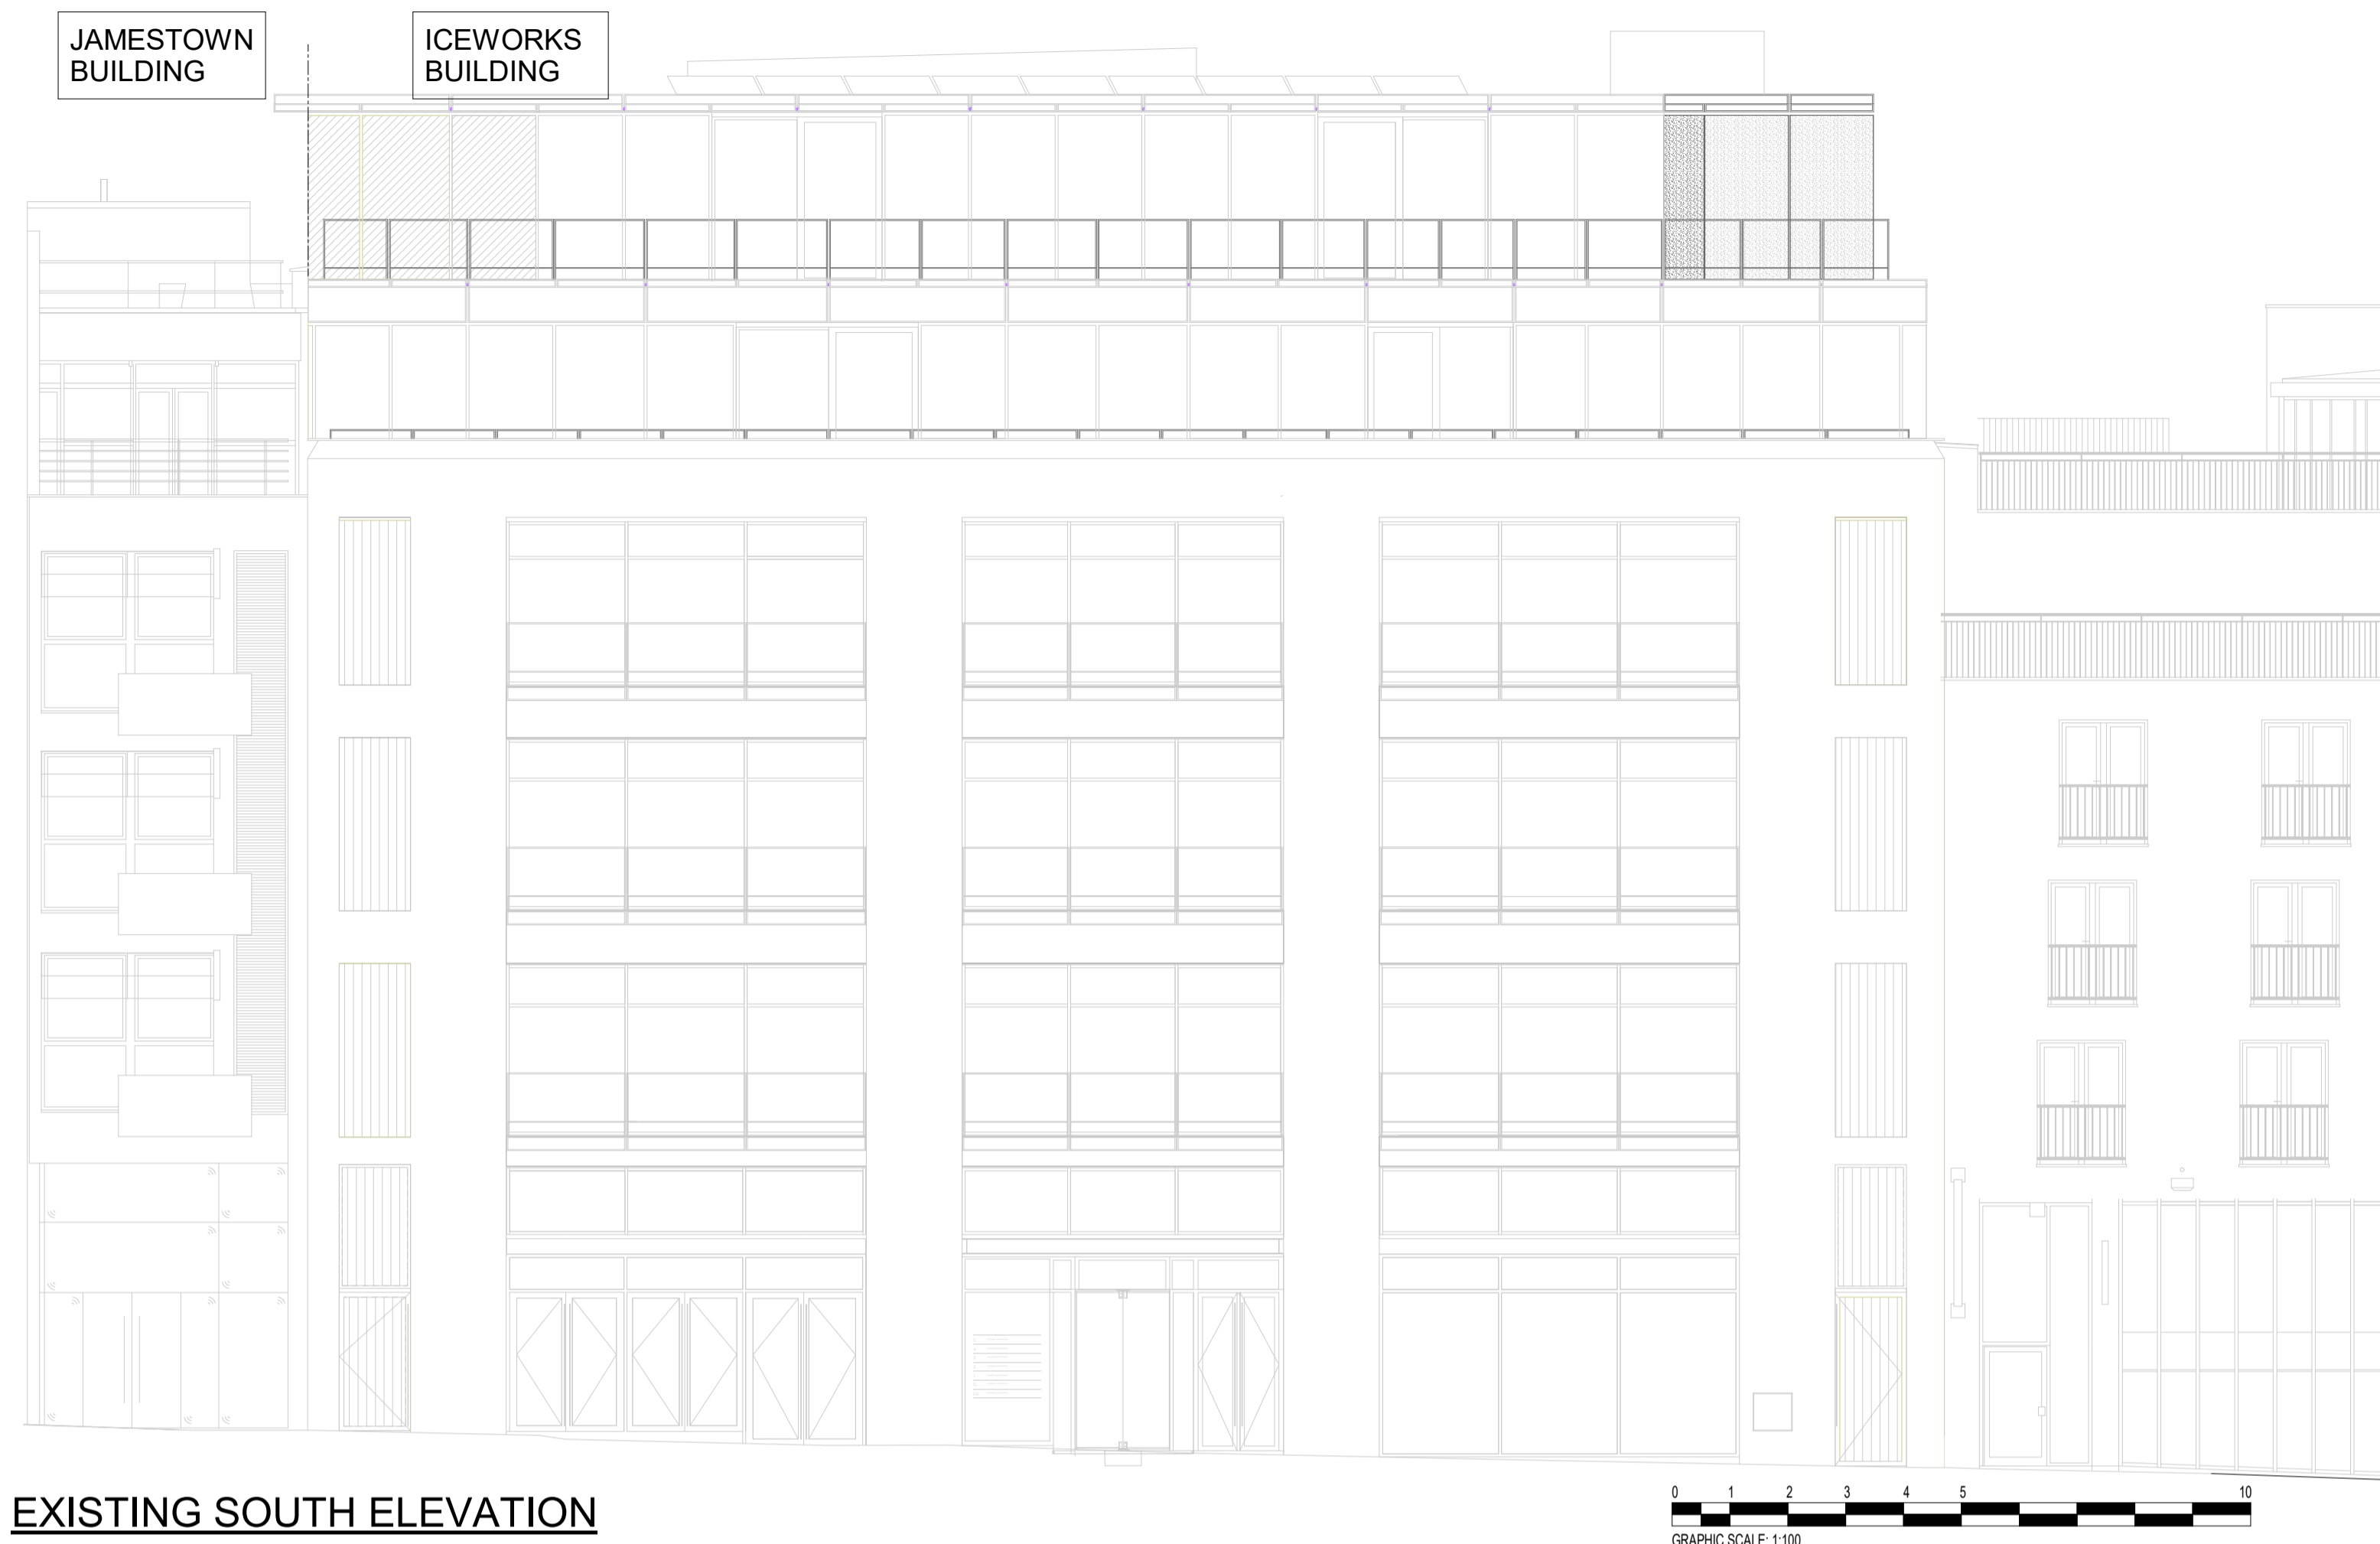 JAMESTOWN
BUILDING
ICEWORKS
BUILDING
EXISTING SOUTH ELEVATION
0 1 2 3 4 5 10
GRAPHIC SCALE: 1:100